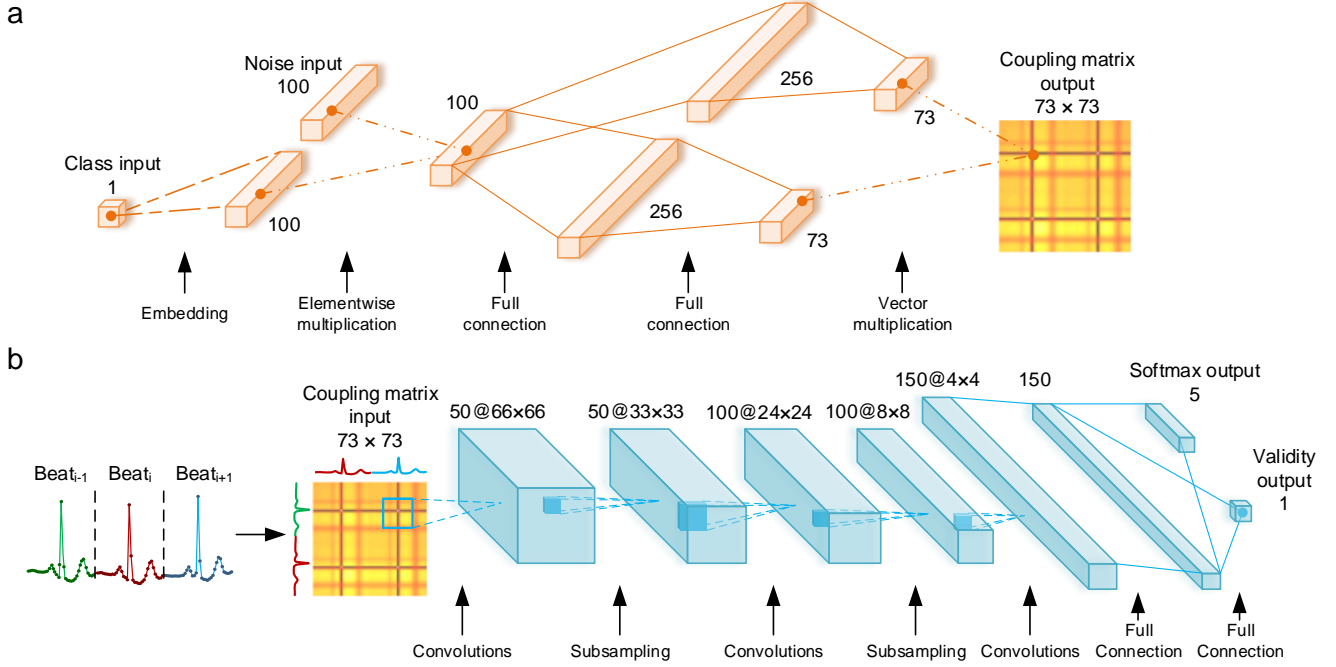 a
Noise input
100
Class input
1
100
100
256
73
256
73
Coupling matrix
output
73 × 73
Embedding
Elementwise
multiplication
Full
connection
Full
connection
Vector
multiplication
b
Beat_{i-1}
Beat_{i}
Beat_{i+1}
Coupling matrix
input
73 × 73
50@66×66
50@33×33
100@24×24
100@8×8
150@4×4
150
Softmax output
5
Validity
output
1
Convolutions
Subsampling
Convolutions
Subsampling
Convolutions
Full
Connection
Full
Connection